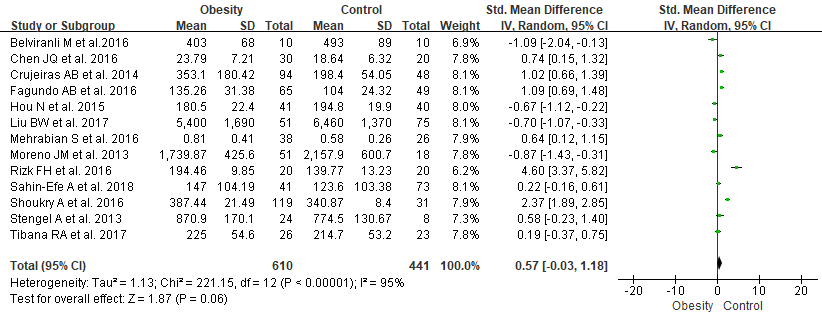 Obesity Control Std. Mean Difference Std. Mean Difference
Study or Subgroup Mean SD Total Mean SD Total Weight IV, Random, 95% CI IV, Random, 95% CI
Belviranli M et al.2016 403 68 10 493 89 10 6.9% -1.09 [-2.04, -0.13]
Chen JQ et al. 2016 23.79 7.21 30 18.64 6.32 20 7.7% 0.74 [0.15, 1.32]
Crujeiras AB et al. 2014 353.1 180.42 94 198.4 54.05 48 8.1% 1.02 [0.66, 1.39]
Fagundo AB et al. 2016 135.26 31.38 65 104 24.32 49 8.0% 1.09 [0.69, 1.48]
Hou N et al. 2015 180.5 22.4 41 194.8 19.9 40 8.0% -0.67 [-1.12, -0.22]
Liu BW et al. 2017 5,400 1,690 51 6,460 1,370 75 8.1% -0.70 [-1.07, -0.33]
Mehrabian S et al.2016 0.81 0.41 38 0.58 0.26 26 7.9% 0.64 [0.12, 1.15]
Moreno JM et al. 2013 1,739.87 425.6 51 2,157.9 600.7 18 7.8% -0.87 [-1.43, -0.31]
Rizk FH et al. 2016 194.46 9.85 20 139.77 13.23 20 6.4% 4.60 [3.37, 5.82]
Sahin-Efe A et al. 2018 147 104.19 41 123.6 103.38 73 8.1% 0.22 [-0.16, 0.61]
Shoukry A et al. 2016 387.44 21.49 119 340.87 8.4 31 7.9% 2.37 [1.89, 2.85]
Stengel A et al. 2013 870.9 170.1 24 774.5 130.67 8 7.2% 0.58 [-0.23, 1.40]
Tibana RA et al. 2017 225 54.6 26 214.7 53.2 23 7.8% 0.19 [-0.37, 0.75]
Total (95% CI) 610 441 100.0% 0.57 [-0.03, 1.18]
Heterogeneity: Tau² = 1.13; Chi² = 221.15, df = 12 (P < 0.00001); I² = 95%
Test for overall effect: Z = 1.87 (P = 0.06)
-20 -10 0 10 20
Obesity Control